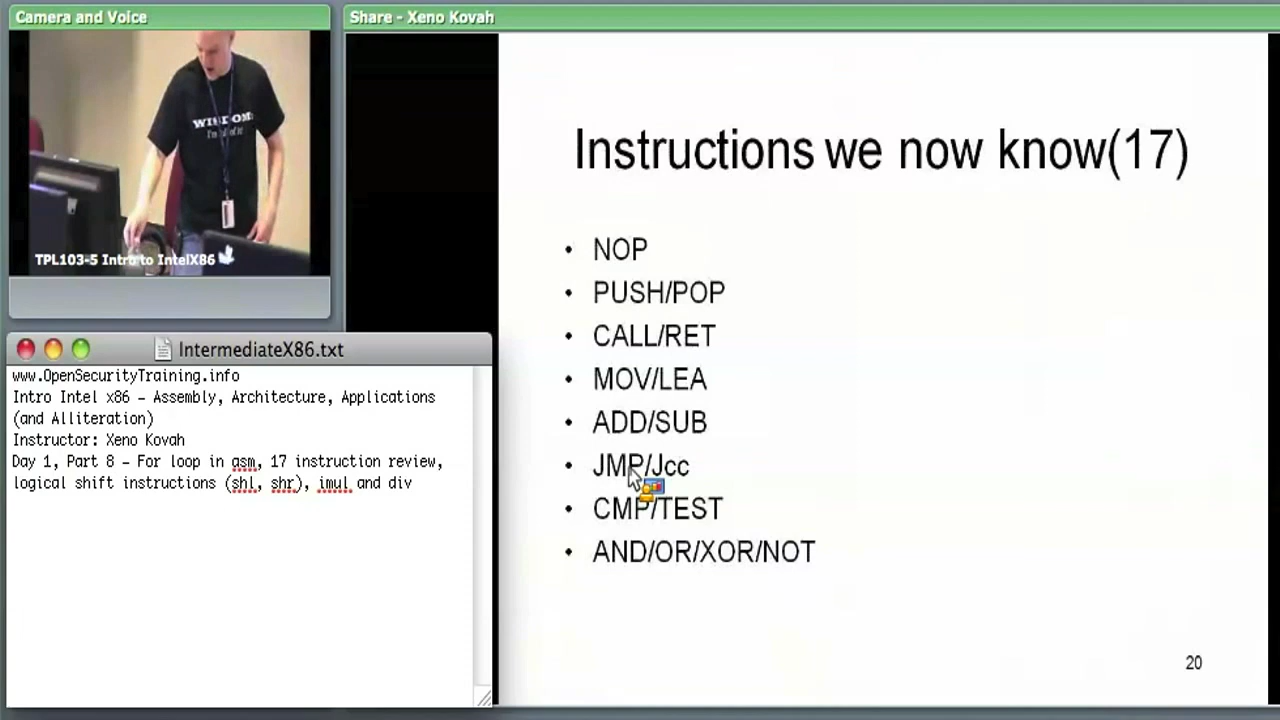 Camera and Voice
WISDOM:
TPL103-5 Intro to IntelX86
Share - Xeno Kovah
Instructions we now know(17)
• NOP
• PUSH/POP
• CALL/RET
• MOV/LEA
• ADD/SUB
• JMP/Jcc
• CMP/TEST
• AND/OR/XOR/NOT
20
IntermediateX86.txt
www.OpenSecurityTraining.info
Intro Intel x86 – Assembly, Architecture, Applications
(and Alliteration)
Instructor: Xeno Kovah
Day 1, Part 8 – For loop in asm, 17 instruction review,
logical shift instructions (shl, shr), imul and div